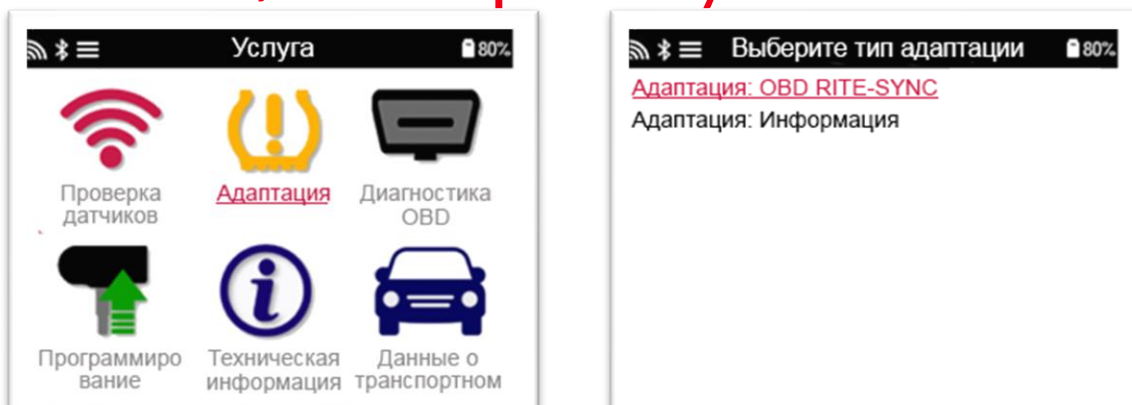 Услуга
80%
Проверка
датчиков
Адаптация
Диагностика
OBD
Программиро
вание
Техническая
информация
Данные о
транспортном
Выберите тип адаптации
80%
Адаптация: OBD RITE-SYNC
Адаптация: Информация